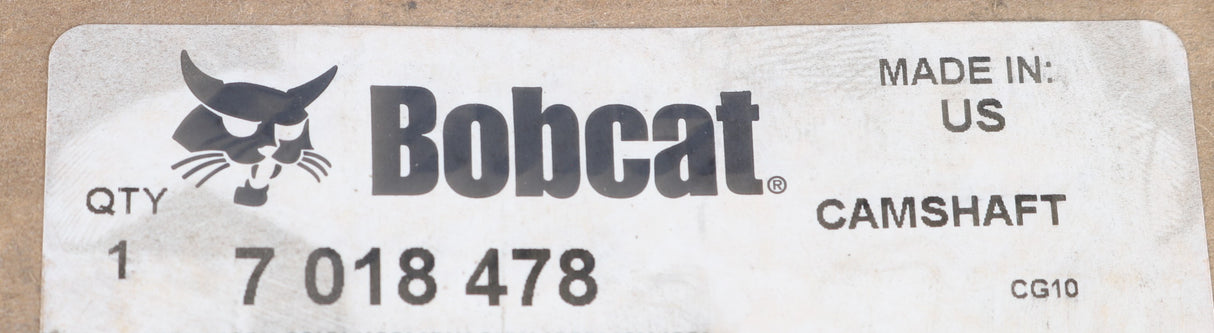 Bobcat®
MADE IN:
US
QTY
1
7 018 478
CAMSHAFT
CG10